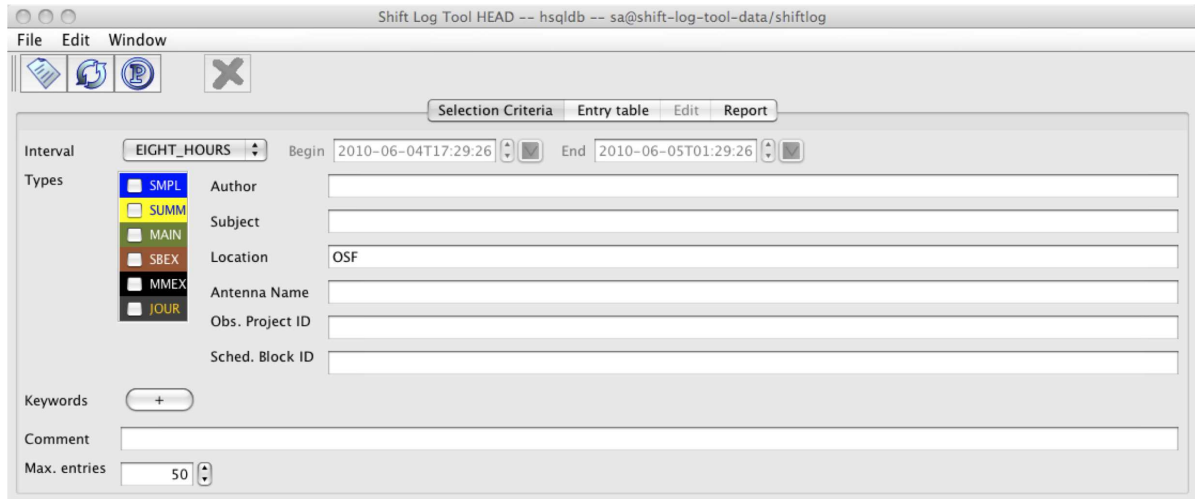 Shift Log Tool HEAD -- hsqldb -- sa@shift-log-tool-data/shiftlog
File Edit Window
P
Selection Criteria Entry table Edit Report
Interval EIGHT_HOURS Begin 2010-06-04T17:29:26 End 2010-06-05T01:29:26
Types
SMPL
SUMM
MAIN
SBEX
MMEX
JOUR
Author
Subject
Location OSF
Antenna Name
Obs. Project ID
Sched. Block ID
Keywords +
Comment
Max. entries 50